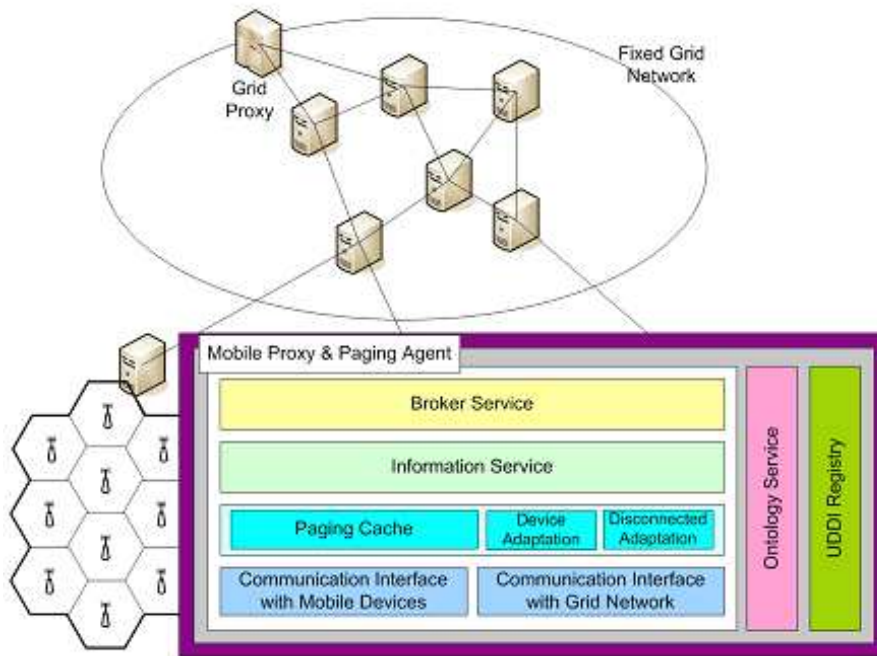 Fixed Grid
Network
Grid
Proxy
Mobile Proxy & Paging Agent
Broker Service
Information Service
Paging Cache
Device
Adaptation
Disconnected
Adaptation
Communication Interface
with Mobile Devices
Communication Interface
with Grid Network
Ontology Service
UDDI Registry